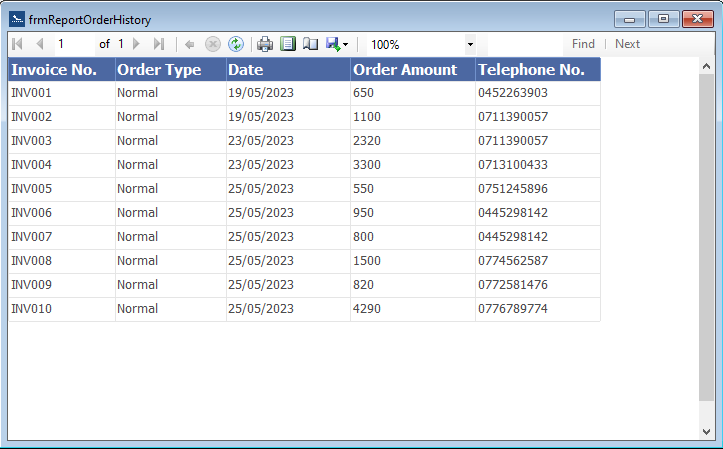 frmReportOrderHistory
1 of 1 100% Find | Next
Invoice No. Order Type Date Order Amount Telephone No.
INV001 Normal 19/05/2023 650 0452263903
INV002 Normal 19/05/2023 1100 0711390057
INV003 Normal 23/05/2023 2320 0711390057
INV004 Normal 23/05/2023 3300 0713100433
INV005 Normal 25/05/2023 550 0751245896
INV006 Normal 25/05/2023 950 0445298142
INV007 Normal 25/05/2023 800 0445298142
INV008 Normal 25/05/2023 1500 0774562587
INV009 Normal 25/05/2023 820 0772581476
INV010 Normal 25/05/2023 4290 0776789774